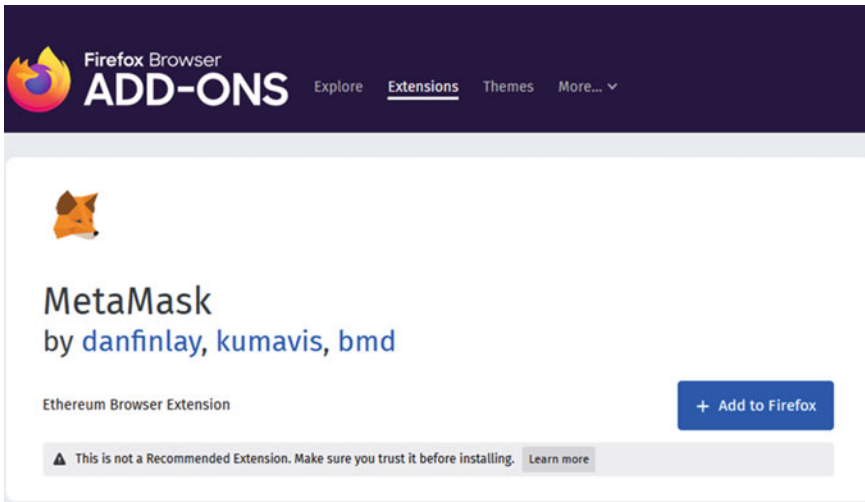 Firefox Browser
ADD-ONS
Explore Extensions Themes More...
MetaMask
by danfinlay, kumavis, bmd
Ethereum Browser Extension
+ Add to Firefox
This is not a Recommended Extension. Make sure you trust it before installing. Learn more